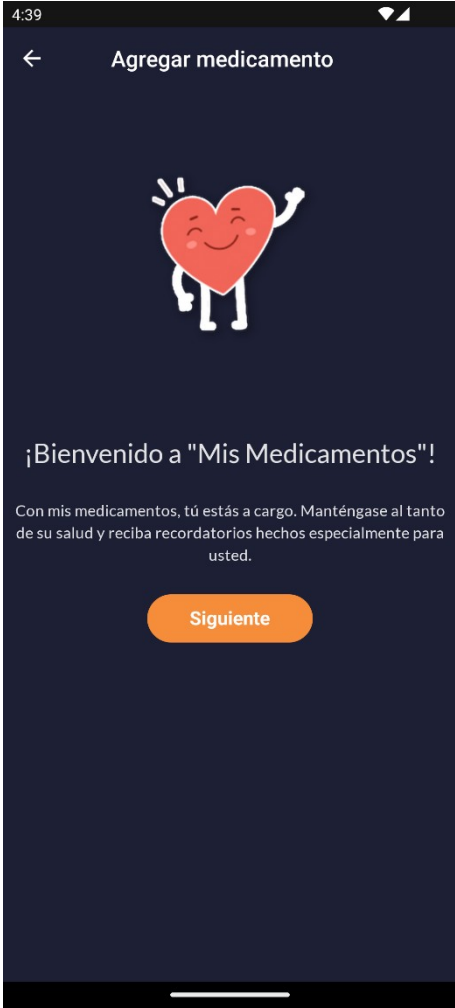 4:39
Agregar medicamento
¡Bienvenido a "Mis Medicamentos"!
Con mis medicamentos, tú estás a cargo. Manténgase al tanto
de su salud y reciba recordatorios hechos especialmente para
usted.
Siguiente